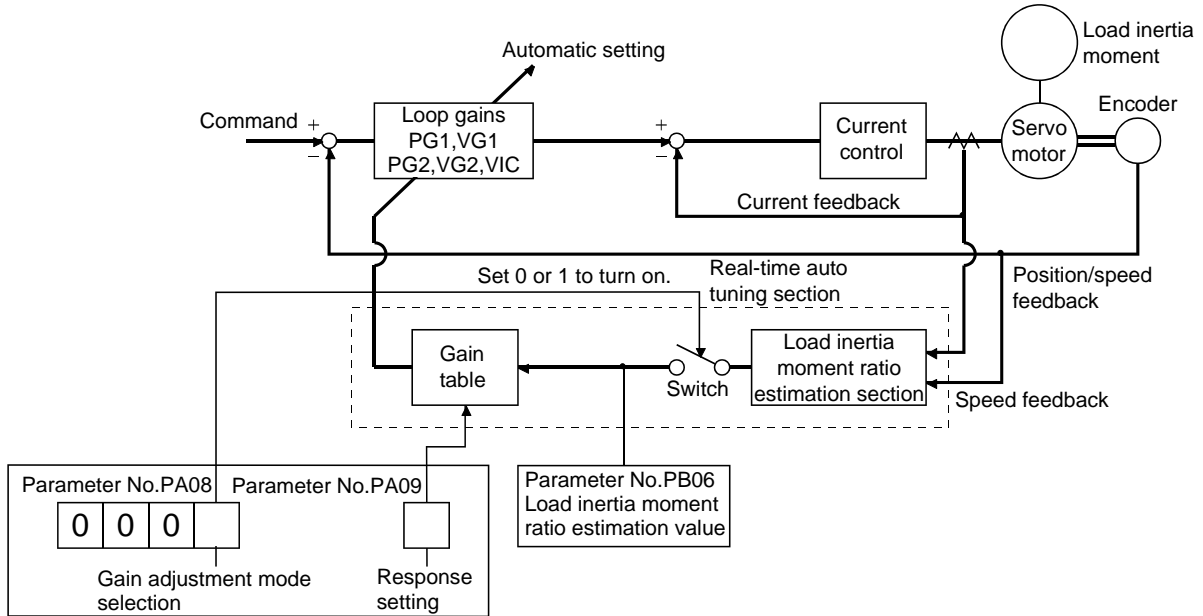 Load inertia
moment
Automatic setting
Encoder
Command
+
−
Loop gains
PG1,VG1
PG2,VG2,VIC
+
−
Current
control
Servo
motor
Current feedback
Set 0 or 1 to turn on.
Real-time auto
tuning section
Position/speed
feedback
Gain
table
Switch
Load inertia
moment ratio
estimation section
Speed feedback
Parameter No.PA08
Parameter No.PA09
0 0 0
Gain adjustment mode
selection
Response
setting
Parameter No.PB06
Load inertia moment
ratio estimation value